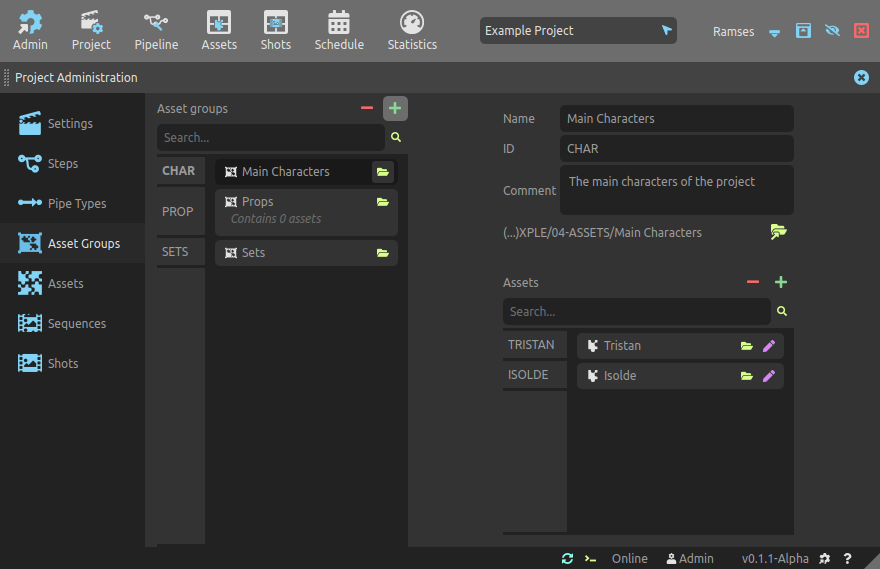 Admin
Project
Pipeline
Assets
Shots
Schedule
Statistics
Example Project
Ramses
Project Administration
Settings
Steps
Pipe Types
Asset Groups
Assets
Sequences
Shots
Asset groups
Search...
CHAR
Main Characters
PROP
Props
Contains 0 assets
SETS
Sets
Name
Main Characters
ID
CHAR
Comment
The main characters of the project
(...)XPLE/04-ASSETS/Main Characters
Assets
Search...
TRISTAN
Tristan
ISOLDE
Isolde
Online
Admin
v0.1.1-Alpha
?